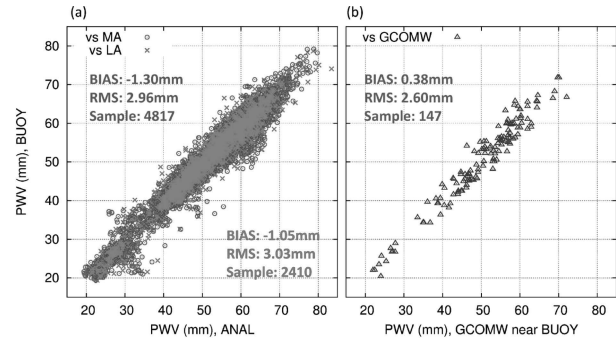 (a)
(b)
vs MA
vs LA
BIAS: -1.30mm
RMS: 2.96mm
Sample: 4817
BIAS: -1.05mm
RMS: 3.03mm
Sample: 2410
PWV (mm), BUOY
80
70
60
50
40
30
20
20 30 40 50 60 70 80
PWV (mm), ANAL
vs GCOMW
BIAS: 0.38mm
RMS: 2.60mm
Sample: 147
20 30 40 50 60 70 80
PWV (mm), GCOMW near BUOY